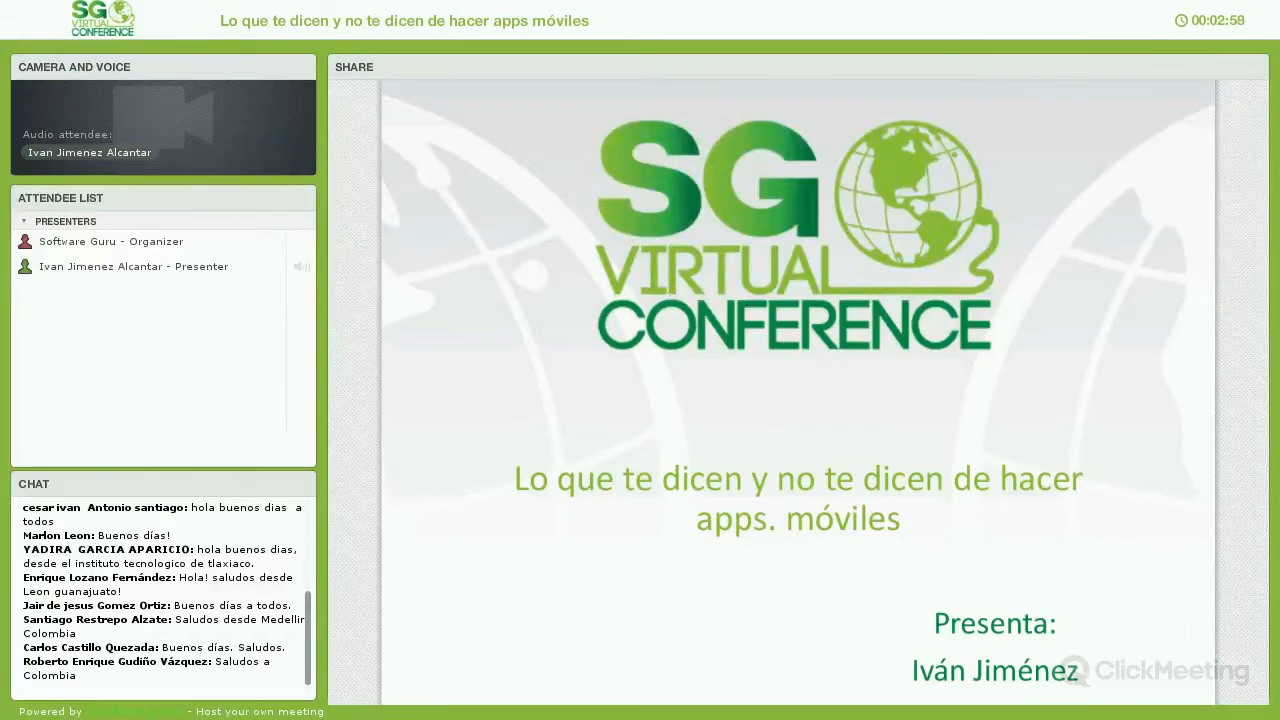 SG
VIRTUAL
CONFERENCE
Lo que te dicen y no te dicen de hacer apps móviles
00:02:58
CAMERA AND VOICE
Audio attendee:
Ivan Jimenez Alcantar
ATTENDEE LIST
PRESENTERS
Software Guru - Organizer
Ivan Jimenez Alcantar - Presenter
CHAT
cesar ivan Antonio santiago: hola buenos dias a
todos
Marlon Leon: Buenos días!
YADIRA GARCIA APARICIO: hola buenos dias,
desde el instituto tecnologico de tlaxiaco.
Enrique Lozano Fernández: Hola! saludos desde
Leon guanajuato!
Jair de jesus Gomez Ortiz: Buenos días a todos.
Santiago Restrepo Alzate: Saludos desde Medellin
Colombia
Carlos Castillo Quezada: Buenos días. Saludos.
Roberto Enrique Gudiño Vázquez: Saludos a
Colombia
Powered by - Host your own meeting
SHARE
SG
VIRTUAL
CONFERENCE
Lo que te dicen y no te dicen de hacer
apps. móviles
Presenta:
Iván Jiménez
ClickMeeting